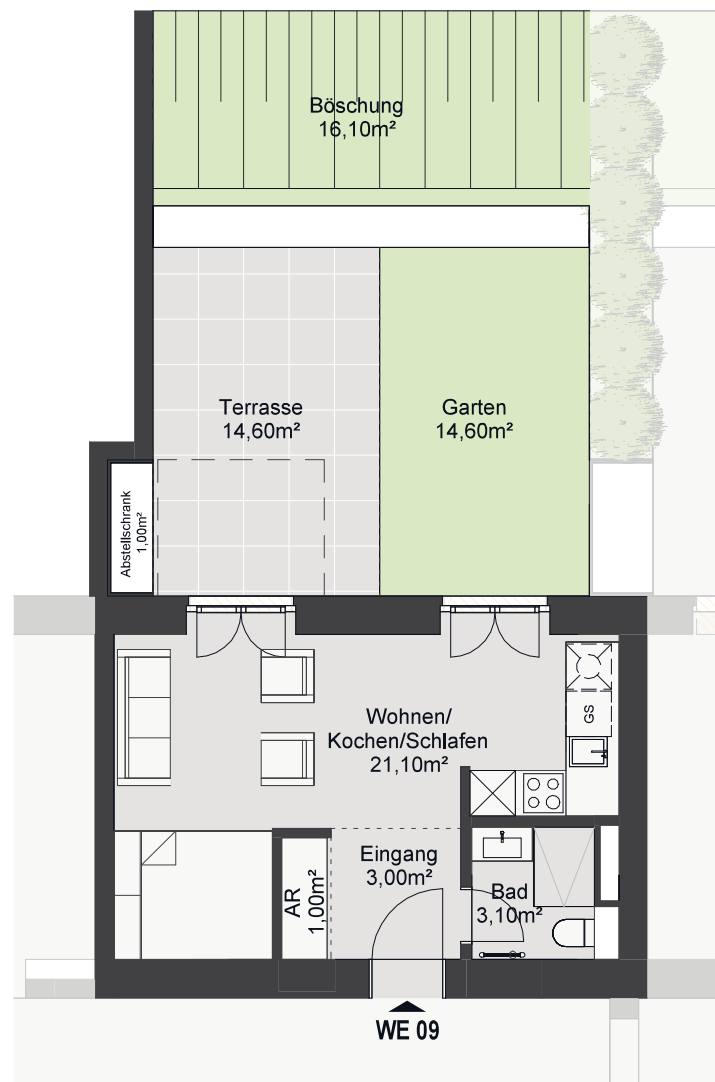 Böschung
16,10m²
Terrasse
14,60m²
Garten
14,60m²
Abstellschrank
1,00m²
Wohnen/
Kochen/Schlafen
21,10m²
GS
Eingang
3,00m²
AR
1,00m²
Bad
3,10m²
WE 09